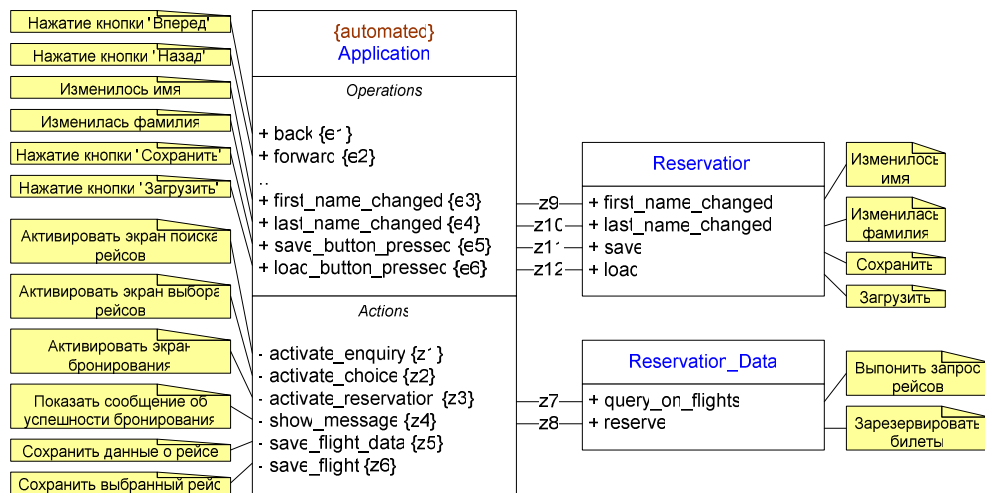 Нажатие кнопки 'Вперед'
Нажатие кнопки 'Назад'
Изменилось имя
Изменилась фамилия
Нажатие кнопки 'Сохранить'
Нажатие кнопки 'Загрузить'
Активировать экран поиска
рейсов
Активировать экран выбора
рейсов
Активировать экран
бронирования
Показать сообщение об
успешности бронирования
Сохранить данные о рейсе
Сохранить выбранный рейс
{automated}
Application
Operations
+ back {e1}
+ forward {e2}
..
+ first_name_changed {e3}
+ last_name_changed {e4}
+ save_button_pressed {e5}
+ load_button_pressed {e6}
Actions
- activate_enquiry {z1}
- activate_choice {z2}
- activate_reservation {z3}
- show_message {z4}
- save_flight_data {z5}
- save_flight {z6}
z9
z10
z11
z12
Reservation
+ first_name_changed
+ last_name_changed
+ save
+ load
Изменилось
имя
Изменилась
фамилия
Сохранить
Загрузить
z7
z8
Reservation_Data
+ query_on_flights
+ reserve
Выпонить запрос
рейсов
Зарезервировать
билеты